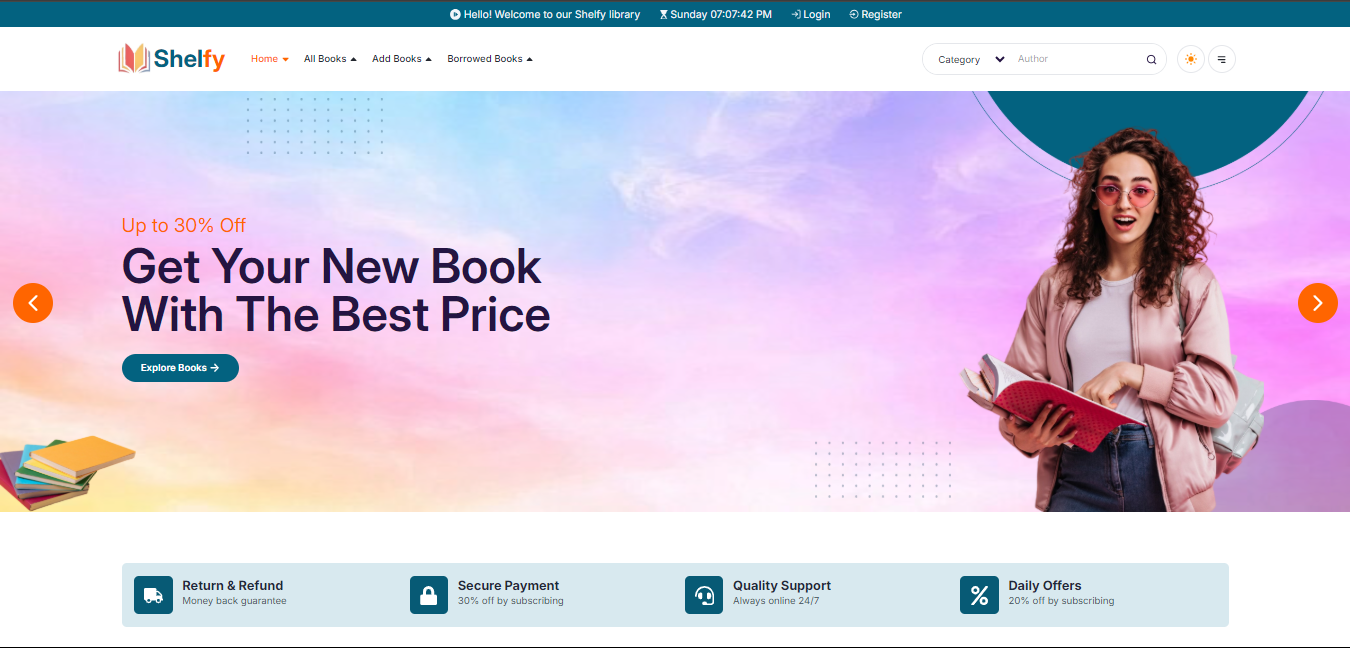 Hello! Welcome to our Shelfy library Sunday 07:07:42 PM Login Register
Shelfy Home All Books Add Books Borrowed Books Category Author
Up to 30% Off
Get Your New Book
With The Best Price
Explore Books
Return & Refund
Money back guarantee
Secure Payment
30% off by subscribing
Quality Support
Always online 24/7
Daily Offers
20% off by subscribing